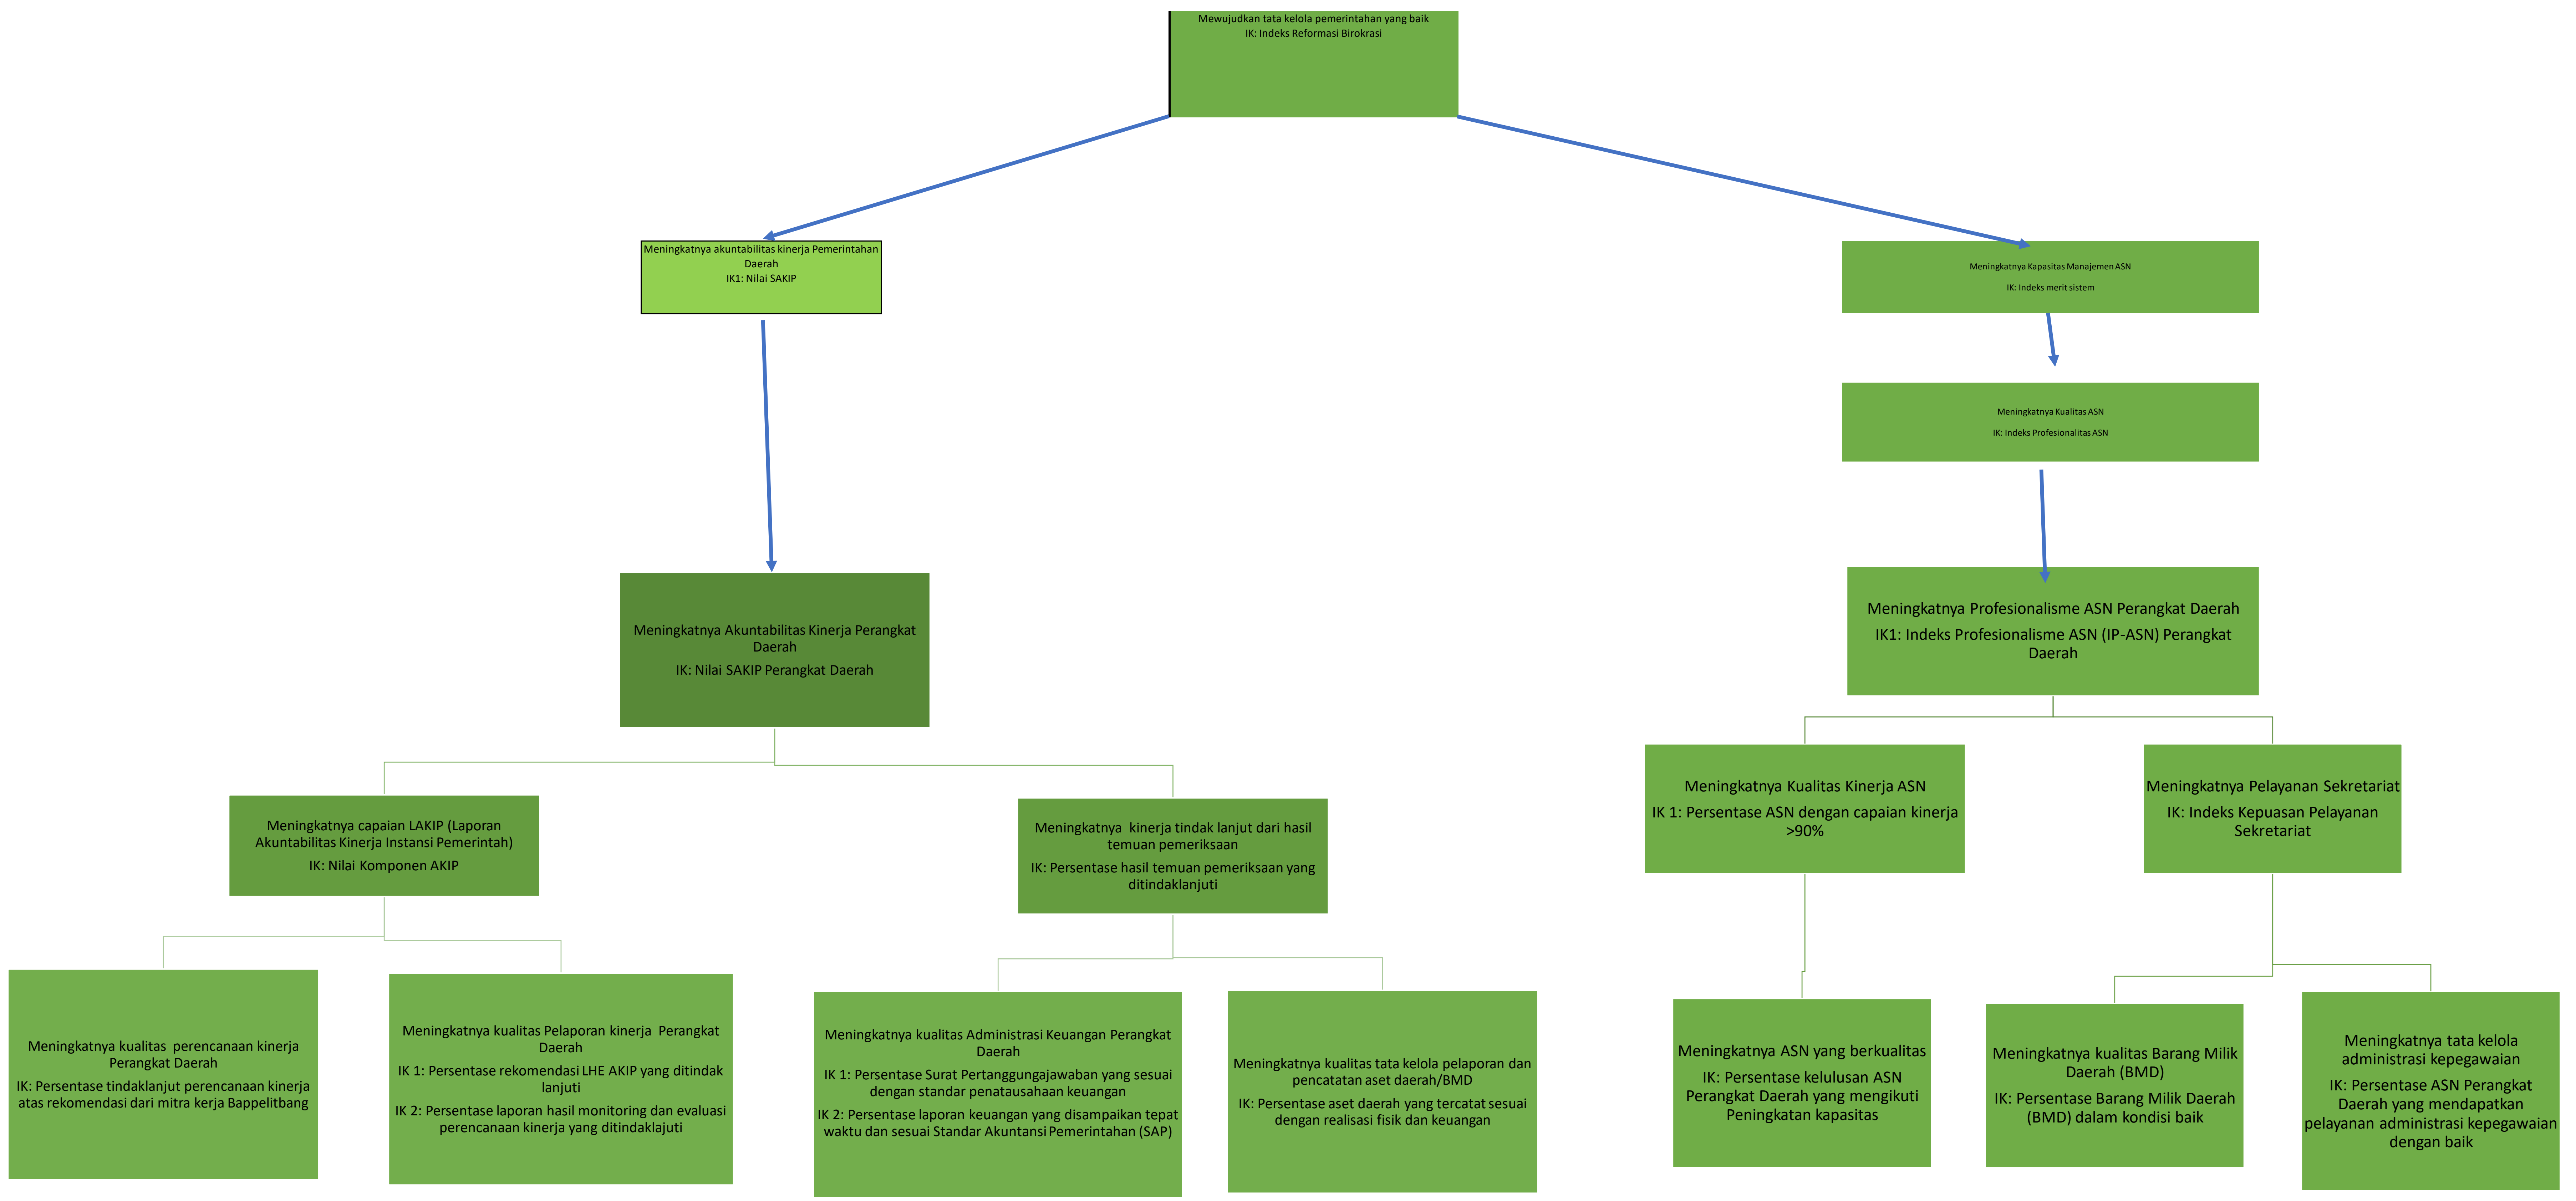 Mewujudkan tata kelola pemerintahan yang baik
IK: Indeks Reformasi Birokrasi
Meningkatnya akuntabilitas kinerja Pemerintahan
Daerah
IK1: Nilai SAKIP
Meningkatnya Kapasitas Manajemen ASN
IK: Indeks merit sistem
Meningkatnya Kualitas ASN
IK: Indeks Profesionalitas ASN
Meningkatnya Akuntabilitas Kinerja Perangkat
Daerah
IK: Nilai SAKIP Perangkat Daerah
Meningkatnya Profesionalisme ASN Perangkat Daerah
IK1: Indeks Profesionalisme ASN (IP-ASN) Perangkat
Daerah
Meningkatnya capaian LAKIP (Laporan
Akuntabilitas Kinerja Instansi Pemerintah)
IK: Nilai Komponen AKIP
Meningkatnya  kinerja tindak lanjut dari hasil
temuan pemeriksaan
IK: Persentase hasil temuan pemeriksaan yang
ditindaklanjuti
Meningkatnya Kualitas Kinerja ASN
IK 1: Persentase ASN dengan capaian kinerja
>90%
Meningkatnya Pelayanan Sekretariat
IK: Indeks Kepuasan Pelayanan
Sekretariat
Meningkatnya kualitas  perencanaan kinerja
Perangkat Daerah
IK: Persentase tindaklanjut perencanaan kinerja
atas rekomendasi dari mitra kerja Bappelitbang
Meningkatnya kualitas Pelaporan kinerja  Perangkat
Daerah
IK 1: Persentase rekomendasi LHE AKIP yang ditindak
lanjuti
IK 2: Persentase laporan hasil monitoring dan evaluasi
perencanaan kinerja yang ditindaklajuti
Meningkatnya kualitas Administrasi Keuangan Perangkat
Daerah
IK 1: Persentase Surat Pertanggungajawaban yang sesuai
dengan standar penatausahaan keuangan
IK 2: Persentase laporan keuangan yang disampaikan tepat
waktu dan sesuai Standar Akuntansi Pemerintahan (SAP)
Meningkatnya kualitas tata kelola pelaporan dan
pencatatan aset daerah/BMD
IK: Persentase aset daerah yang tercatat sesuai
dengan realisasi fisik dan keuangan
Meningkatnya ASN yang berkualitas
IK: Persentase kelulusan ASN
Perangkat Daerah yang mengikuti
Peningkatan kapasitas
Meningkatnya kualitas Barang Milik
Daerah (BMD)
IK: Persentase Barang Milik Daerah
(BMD) dalam kondisi baik
Meningkatnya tata kelola
administrasi kepegawaian
IK: Persentase ASN Perangkat
Daerah yang mendapatkan
pelayanan administrasi kepegawaian
dengan baik